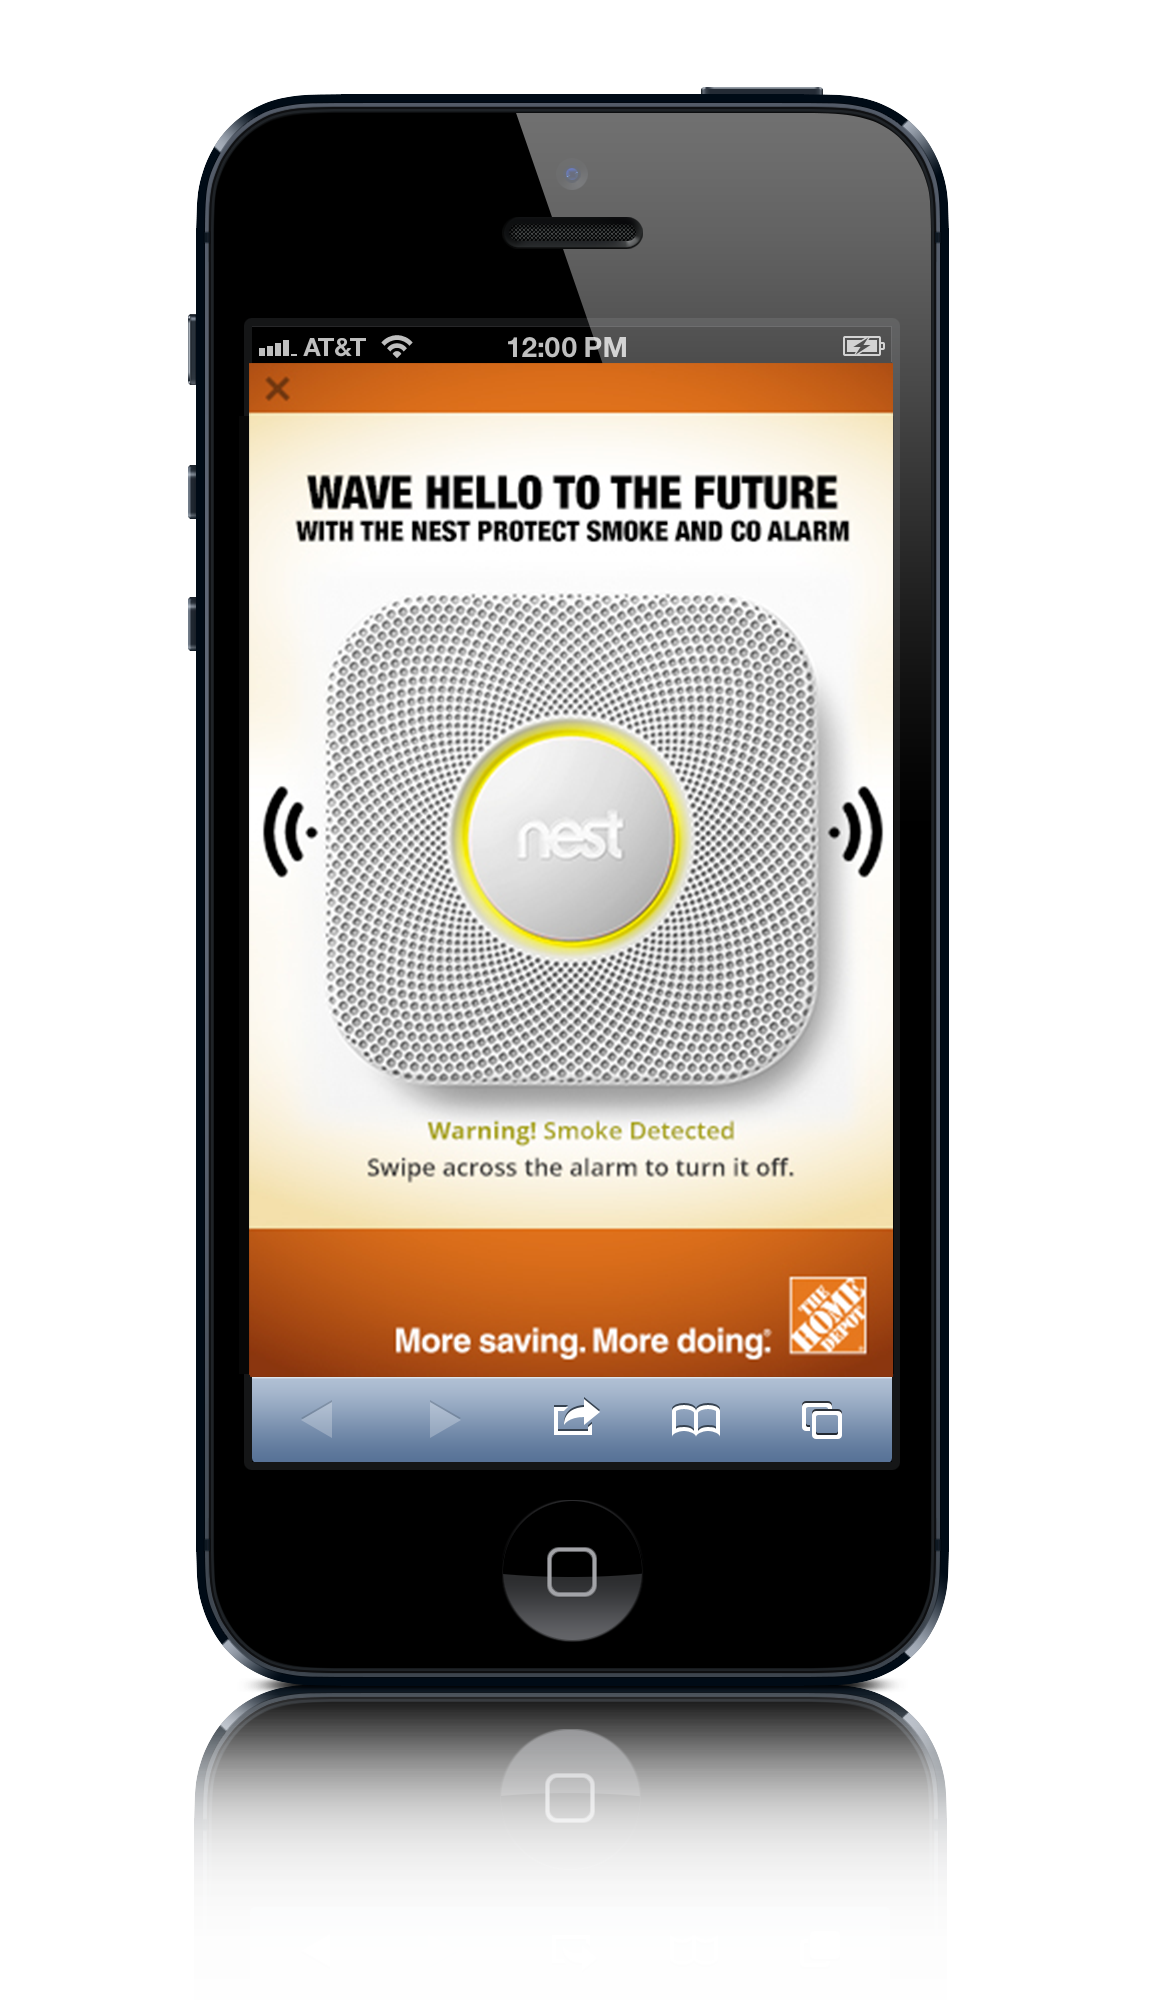 AT&T 12:00 PM
WAVE HELLO TO THE FUTURE
WITH THE NEST PROTECT SMOKE AND CO ALARM
nest
Warning! Smoke Detected
Swipe across the alarm to turn it off.
More saving. More doing.®
THE
HOME
DEPOT